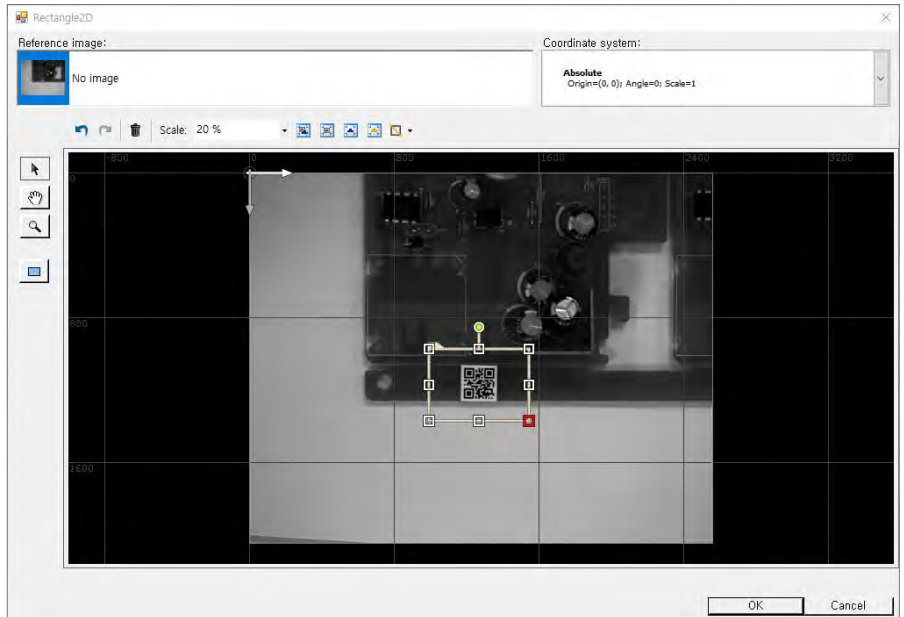 Rectangle2D
Reference image:
Coordinate system:
No image
Absolute
Origin=(0, 0); Angle=0; Scale=1
Scale: 20 %
-800 0 800 1600 2400 3200
0
800
1600
OK Cancel